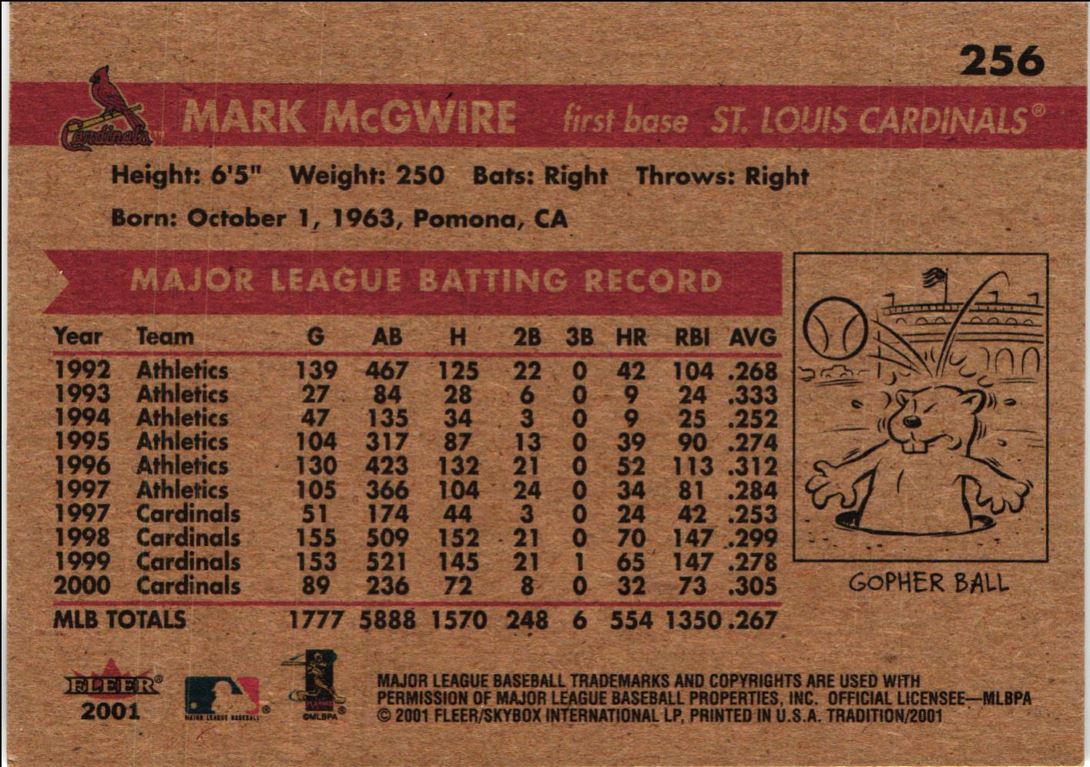 256
Cardinals MARK McGWIRE first base ST. LOUIS CARDINALS®
Height: 6'5" Weight: 250 Bats: Right Throws: Right
Born: October 1, 1963, Pomona, CA
MAJOR LEAGUE BATTING RECORD
Year Team G AB H 2B 3B HR RBI AVG
1992 Athletics 139 467 125 22 0 42 104 .268
1993 Athletics 27 84 28 6 0 9 24 .333
1994 Athletics 47 135 34 3 0 9 25 .252
1995 Athletics 104 317 87 13 0 39 90 .274
1996 Athletics 130 423 132 21 0 52 113 .312
1997 Athletics 105 366 104 24 0 34 81 .284
1997 Cardinals 51 174 44 3 0 24 42 .253
1998 Cardinals 155 509 152 21 0 70 147 .299
1999 Cardinals 153 521 145 21 1 65 147 .278
2000 Cardinals 89 236 72 8 0 32 73 .305
MLB TOTALS 1777 5888 1570 248 6 554 1350 .267
GOPHER BALL
FLEER®
2001
MAJOR LEAGUE BASEBALL®
PLAYERS
©MLBPA®
MAJOR LEAGUE BASEBALL TRADEMARKS AND COPYRIGHTS ARE USED WITH
PERMISSION OF MAJOR LEAGUE BASEBALL PROPERTIES, INC. OFFICIAL LICENSEE—MLBPA
© 2001 FLEER/SKYBOX INTERNATIONAL LP, PRINTED IN U.S.A. TRADITION/2001